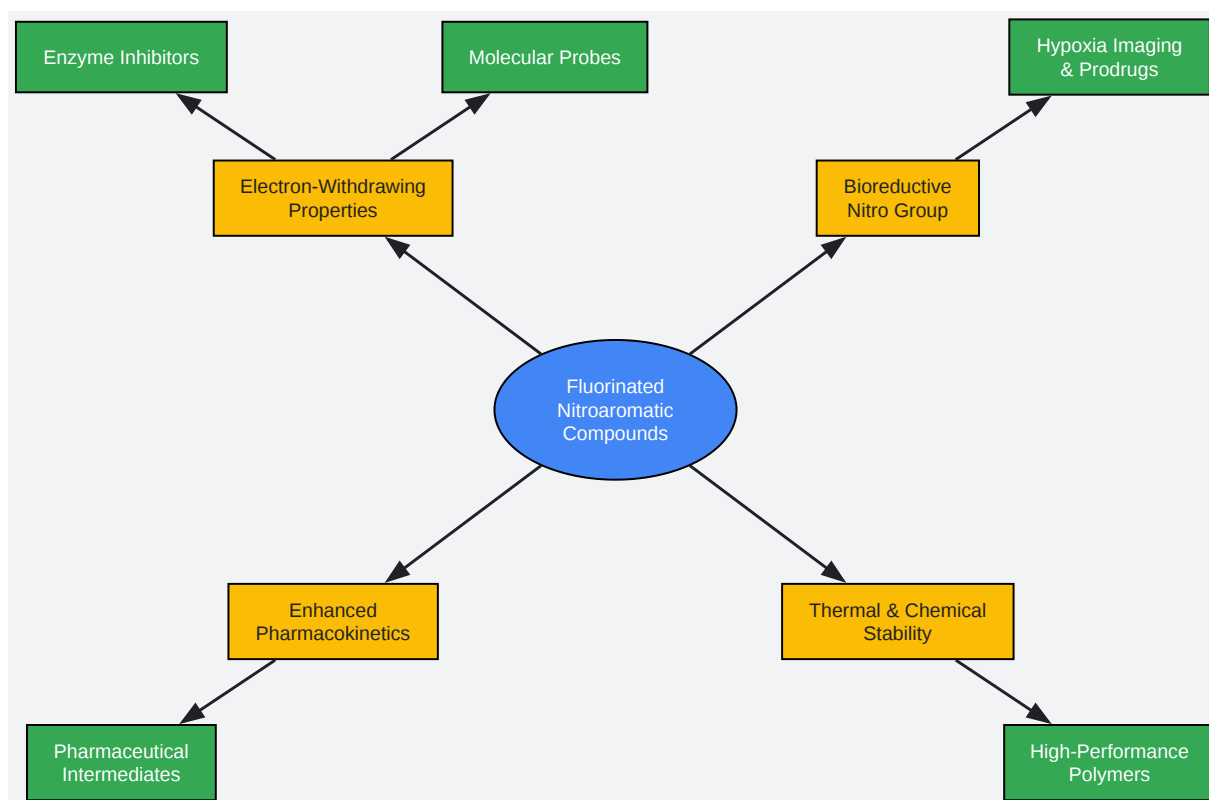 Enzyme Inhibitors
Molecular Probes
Hypoxia Imaging
& Prodrugs
Electron-Withdrawing
Properties
Bioreductive
Nitro Group
Fluorinated
Nitroaromatic
Compounds
Enhanced
Pharmacokinetics
Thermal & Chemical
Stability
Pharmaceutical
Intermediates
High-Performance
Polymers